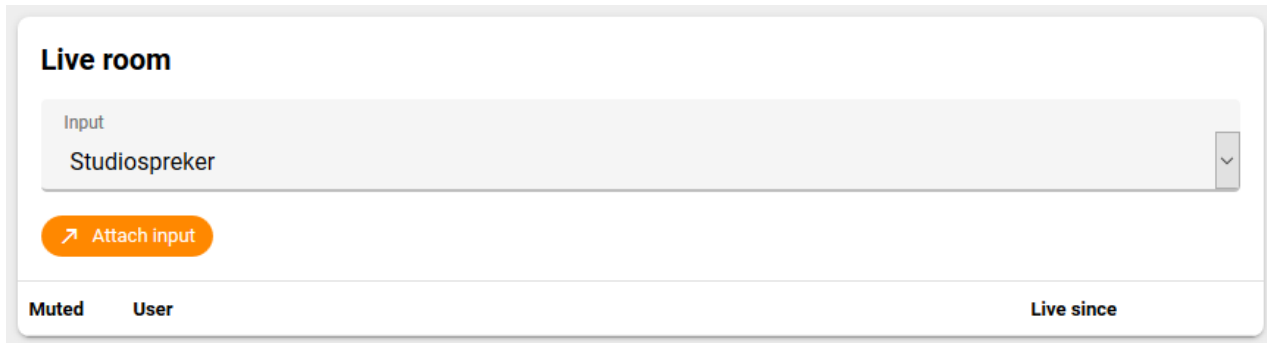 Live room
Input
Studiospreker
Attach input
Muted User Live since